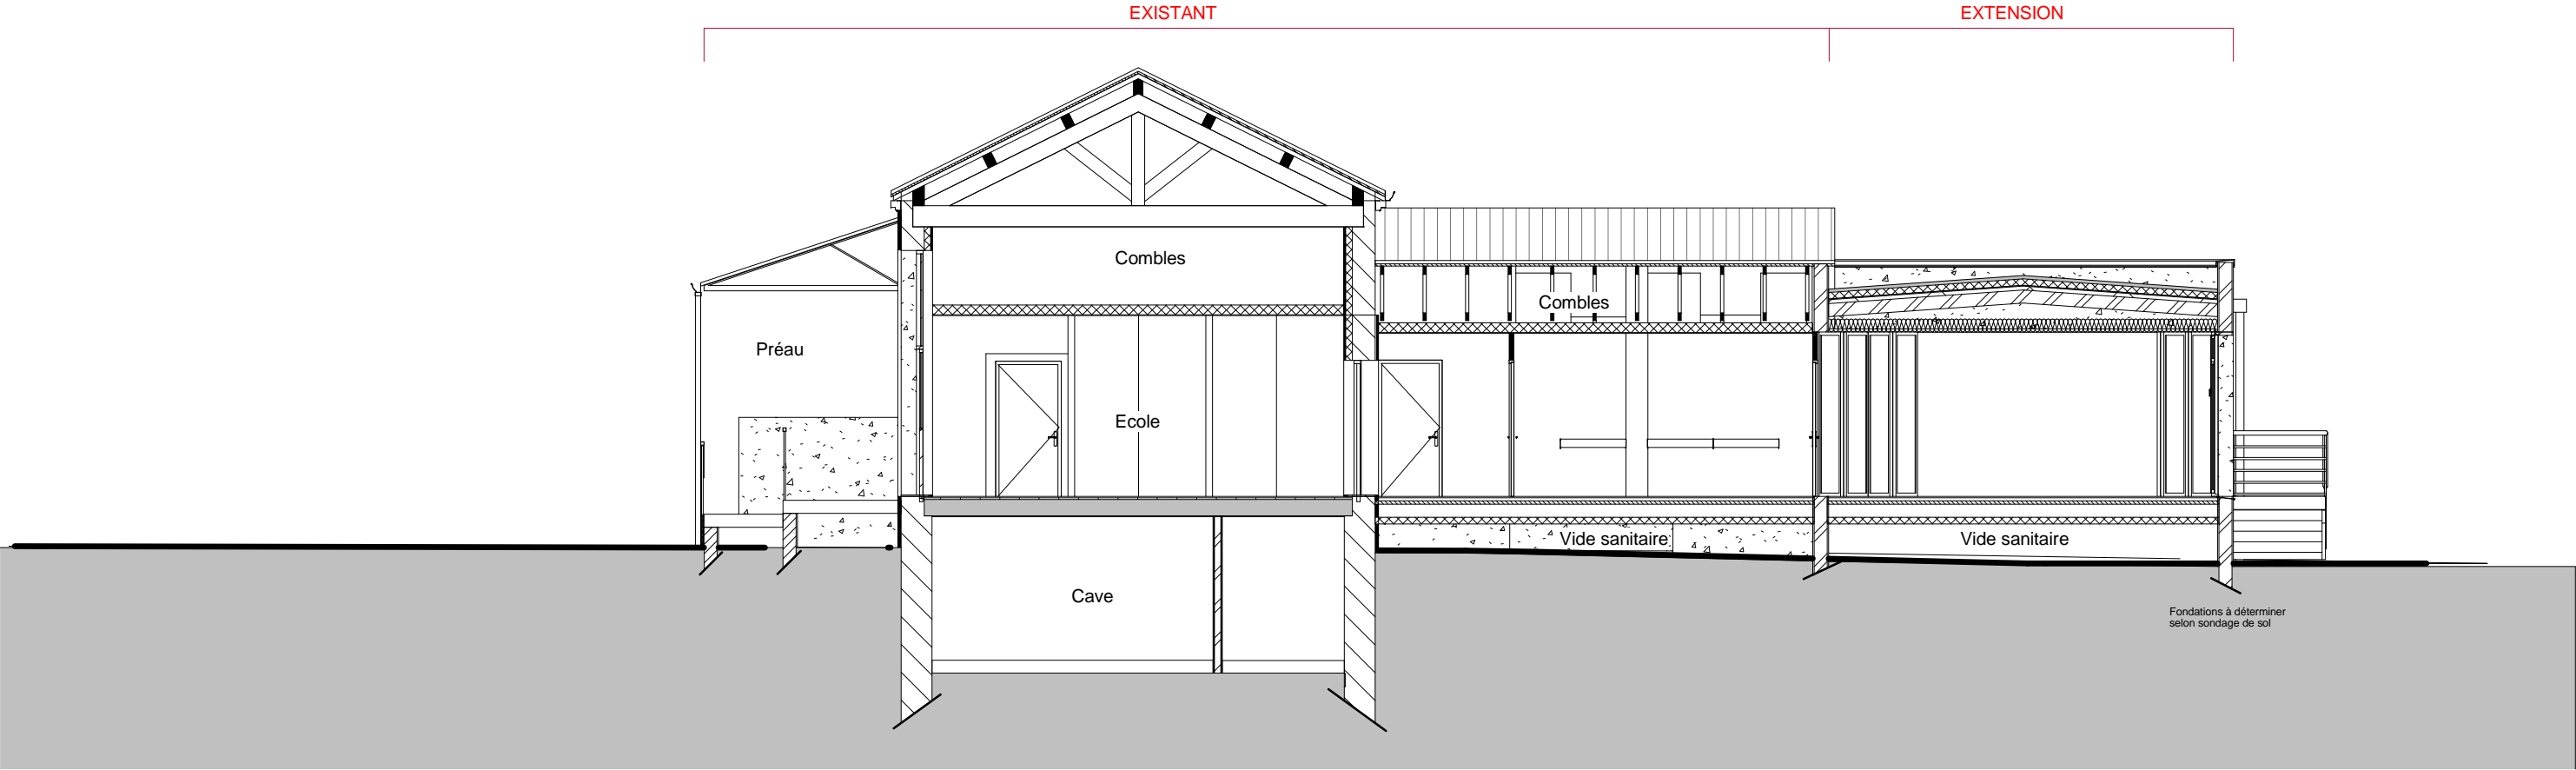 EXISTANT
EXTENSION
Combles
Combles
Préau
Ecole
Vide sanitaire
Vide sanitaire
Cave
Fondations à déterminer
selon sondage de sol